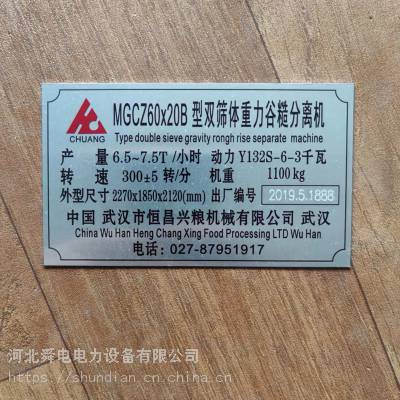 MGCZ60x20B 型双筛体重力谷糙分离机
CHUANG
Type double sieve gravity rongh rise separate machine
产 量 6.5~7.5T /小时 动力 Y132S-6-3千瓦
转 速 300±5 转/分 机重 1100kg
外型尺寸 2270x1850x2120(mm) 出厂编号 2019.5.1888
中国 武汉市恒昌兴粮机械有限公司 武汉
China Wu Han Heng Chang Xing Food Processing LTD Wu Han
电话：027-87951917
河北舜电电力设备有限公司
https://shundian.cn.china.cn